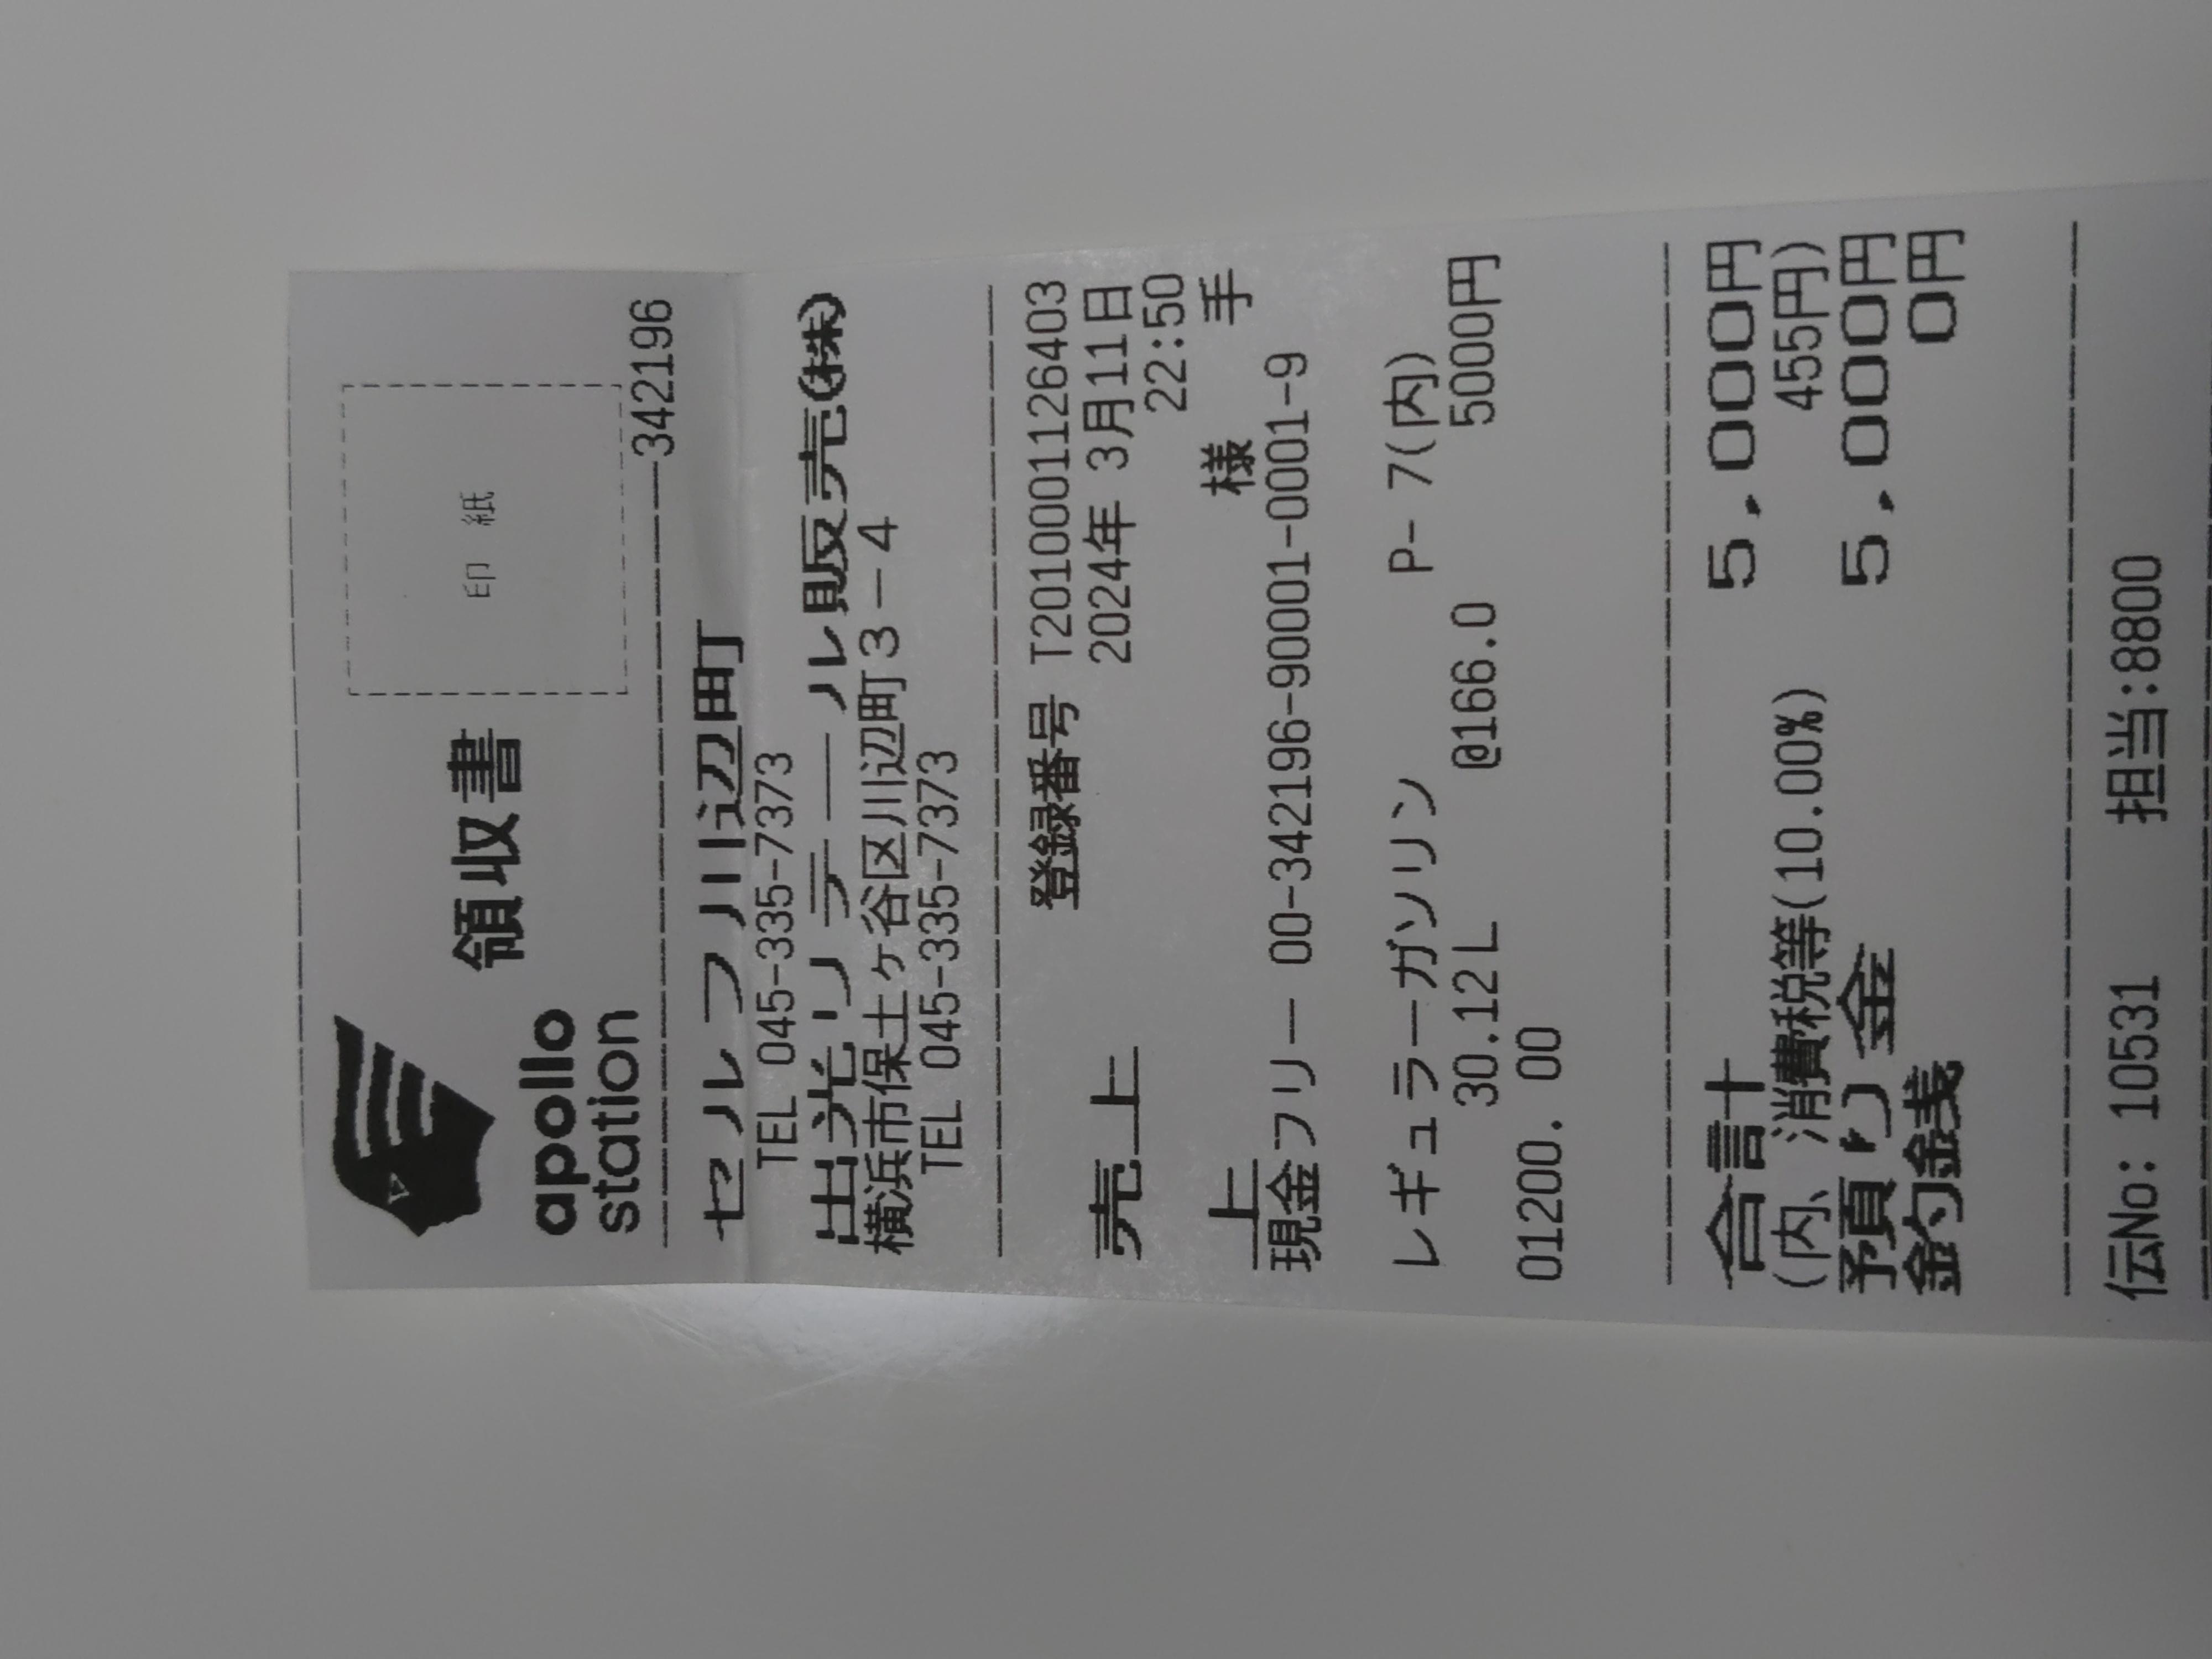 apollo
station
領収書
印 紙
342196
セルフ川辺町
TEL 045-335-7373
出光リテール販売(株)
横浜市保土ヶ谷区川辺町3-4
TEL 045-335-7373
登録番号 T2010001126403
売上 2024年 3月11日
22:50
上 様 手
現金フリー 00-342196-90001-0001-9
レギュラーガソリン P- 7(内)
30.12L @166.0 5000円
01200. 00
合計 5,000円
(内、消費税等(10.00%) 455円)
預り金 5,000円
釣銭 0円
伝No: 10531 担当:8800